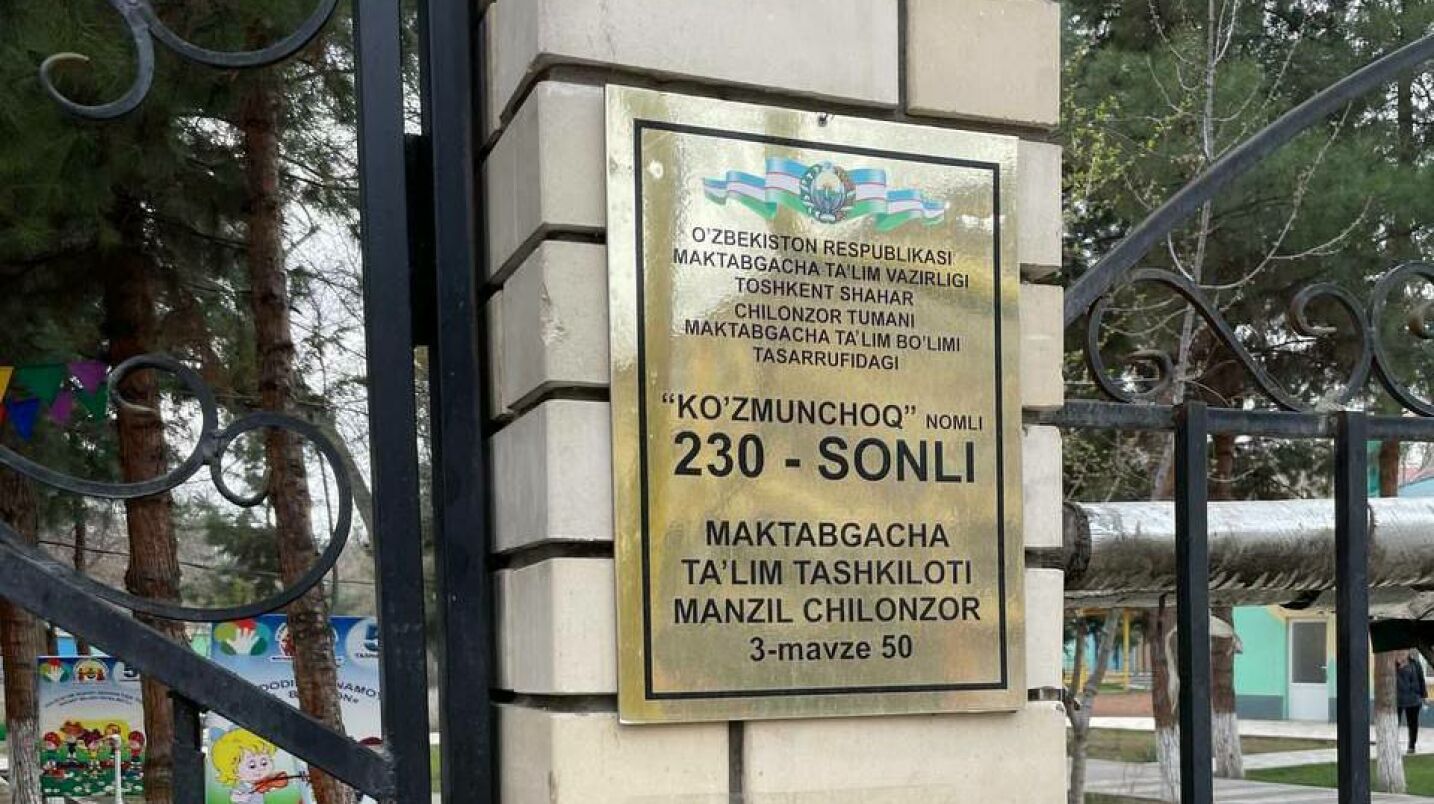 O'ZBEKISTON RESPUBLIKASI
MAKTABGACHA TA'LIM VAZIRLIGI
TOSHKENT SHAHAR
CHILONZOR TUMANI
MAKTABGACHA TA'LIM BO'LIMI
TASARRUFIDAGI
“KO'ZMUNCHOQ” NOMLI
230 - SONLI
MAKTABGACHA
TA'LIM TASHKILOTI
MANZIL CHILONZOR
3-mavze 50